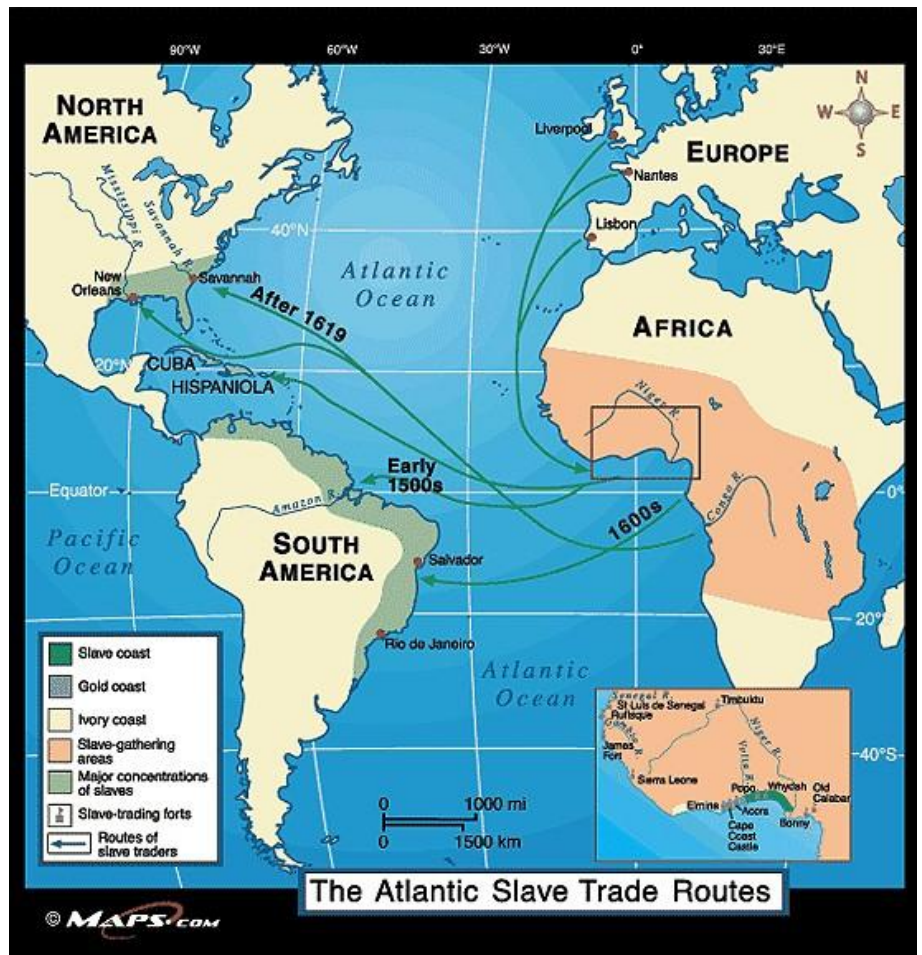 90°W 60°W 30°W 0° 30°E
N
W E
S
NORTH
AMERICA
Mississippi R.
Savannah R.
New
Orleans
Savannah
Liverpool
EUROPE
Nantes
Lisbon
40°N
Atlantic
Ocean
After 1619
AFRICA
20°N
CUBA
HISPANIOLA
Niger R.
Early
1500s
Equator
Amazon R.
Congo R.
0°
1600s
Pacific
Ocean
SOUTH
AMERICA
Salvador
20°S
Rio de Janeiro
Atlantic
Ocean
40°S
Slave coast
Gold coast
Ivory coast
Slave-gathering
areas
Major concentrations
of slaves
Slave-trading forts
Routes of
slave traders
0 1000 mi
0 1500 km
Senegal R.
St Luis de Senegal
Rufisque
Gambia R.
James
Fort
Sierra Leone
Timbuktu
Niger R.
Volta R.
Popo
Whydah
Old
Calabar
Elmina
Accra
Bonny
Cape
Coast
Castle
The Atlantic Slave Trade Routes
© MAPS.COM